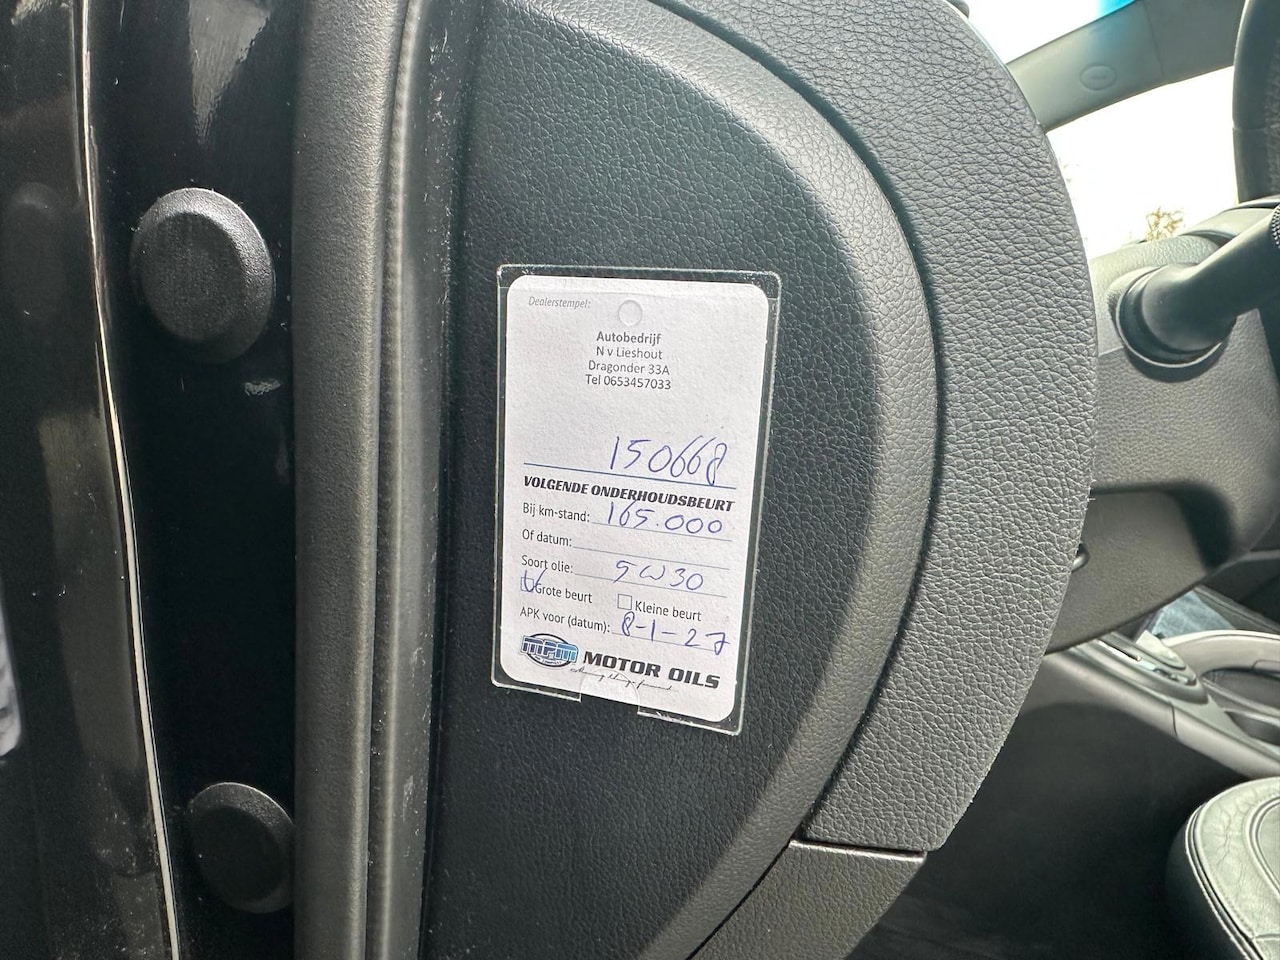 Dealerstempel:
Autobedrijf
N v Lieshout
Dragonder 33A
Tel 0653457033
150668
VOLGENDE ONDERHOUDSBEURT
Bij km-stand: 165.000
Of datum:
Soort olie: 5W30
Grote beurt Kleine beurt
APK voor (datum): 8-1-27
MPM MOTOR OILS